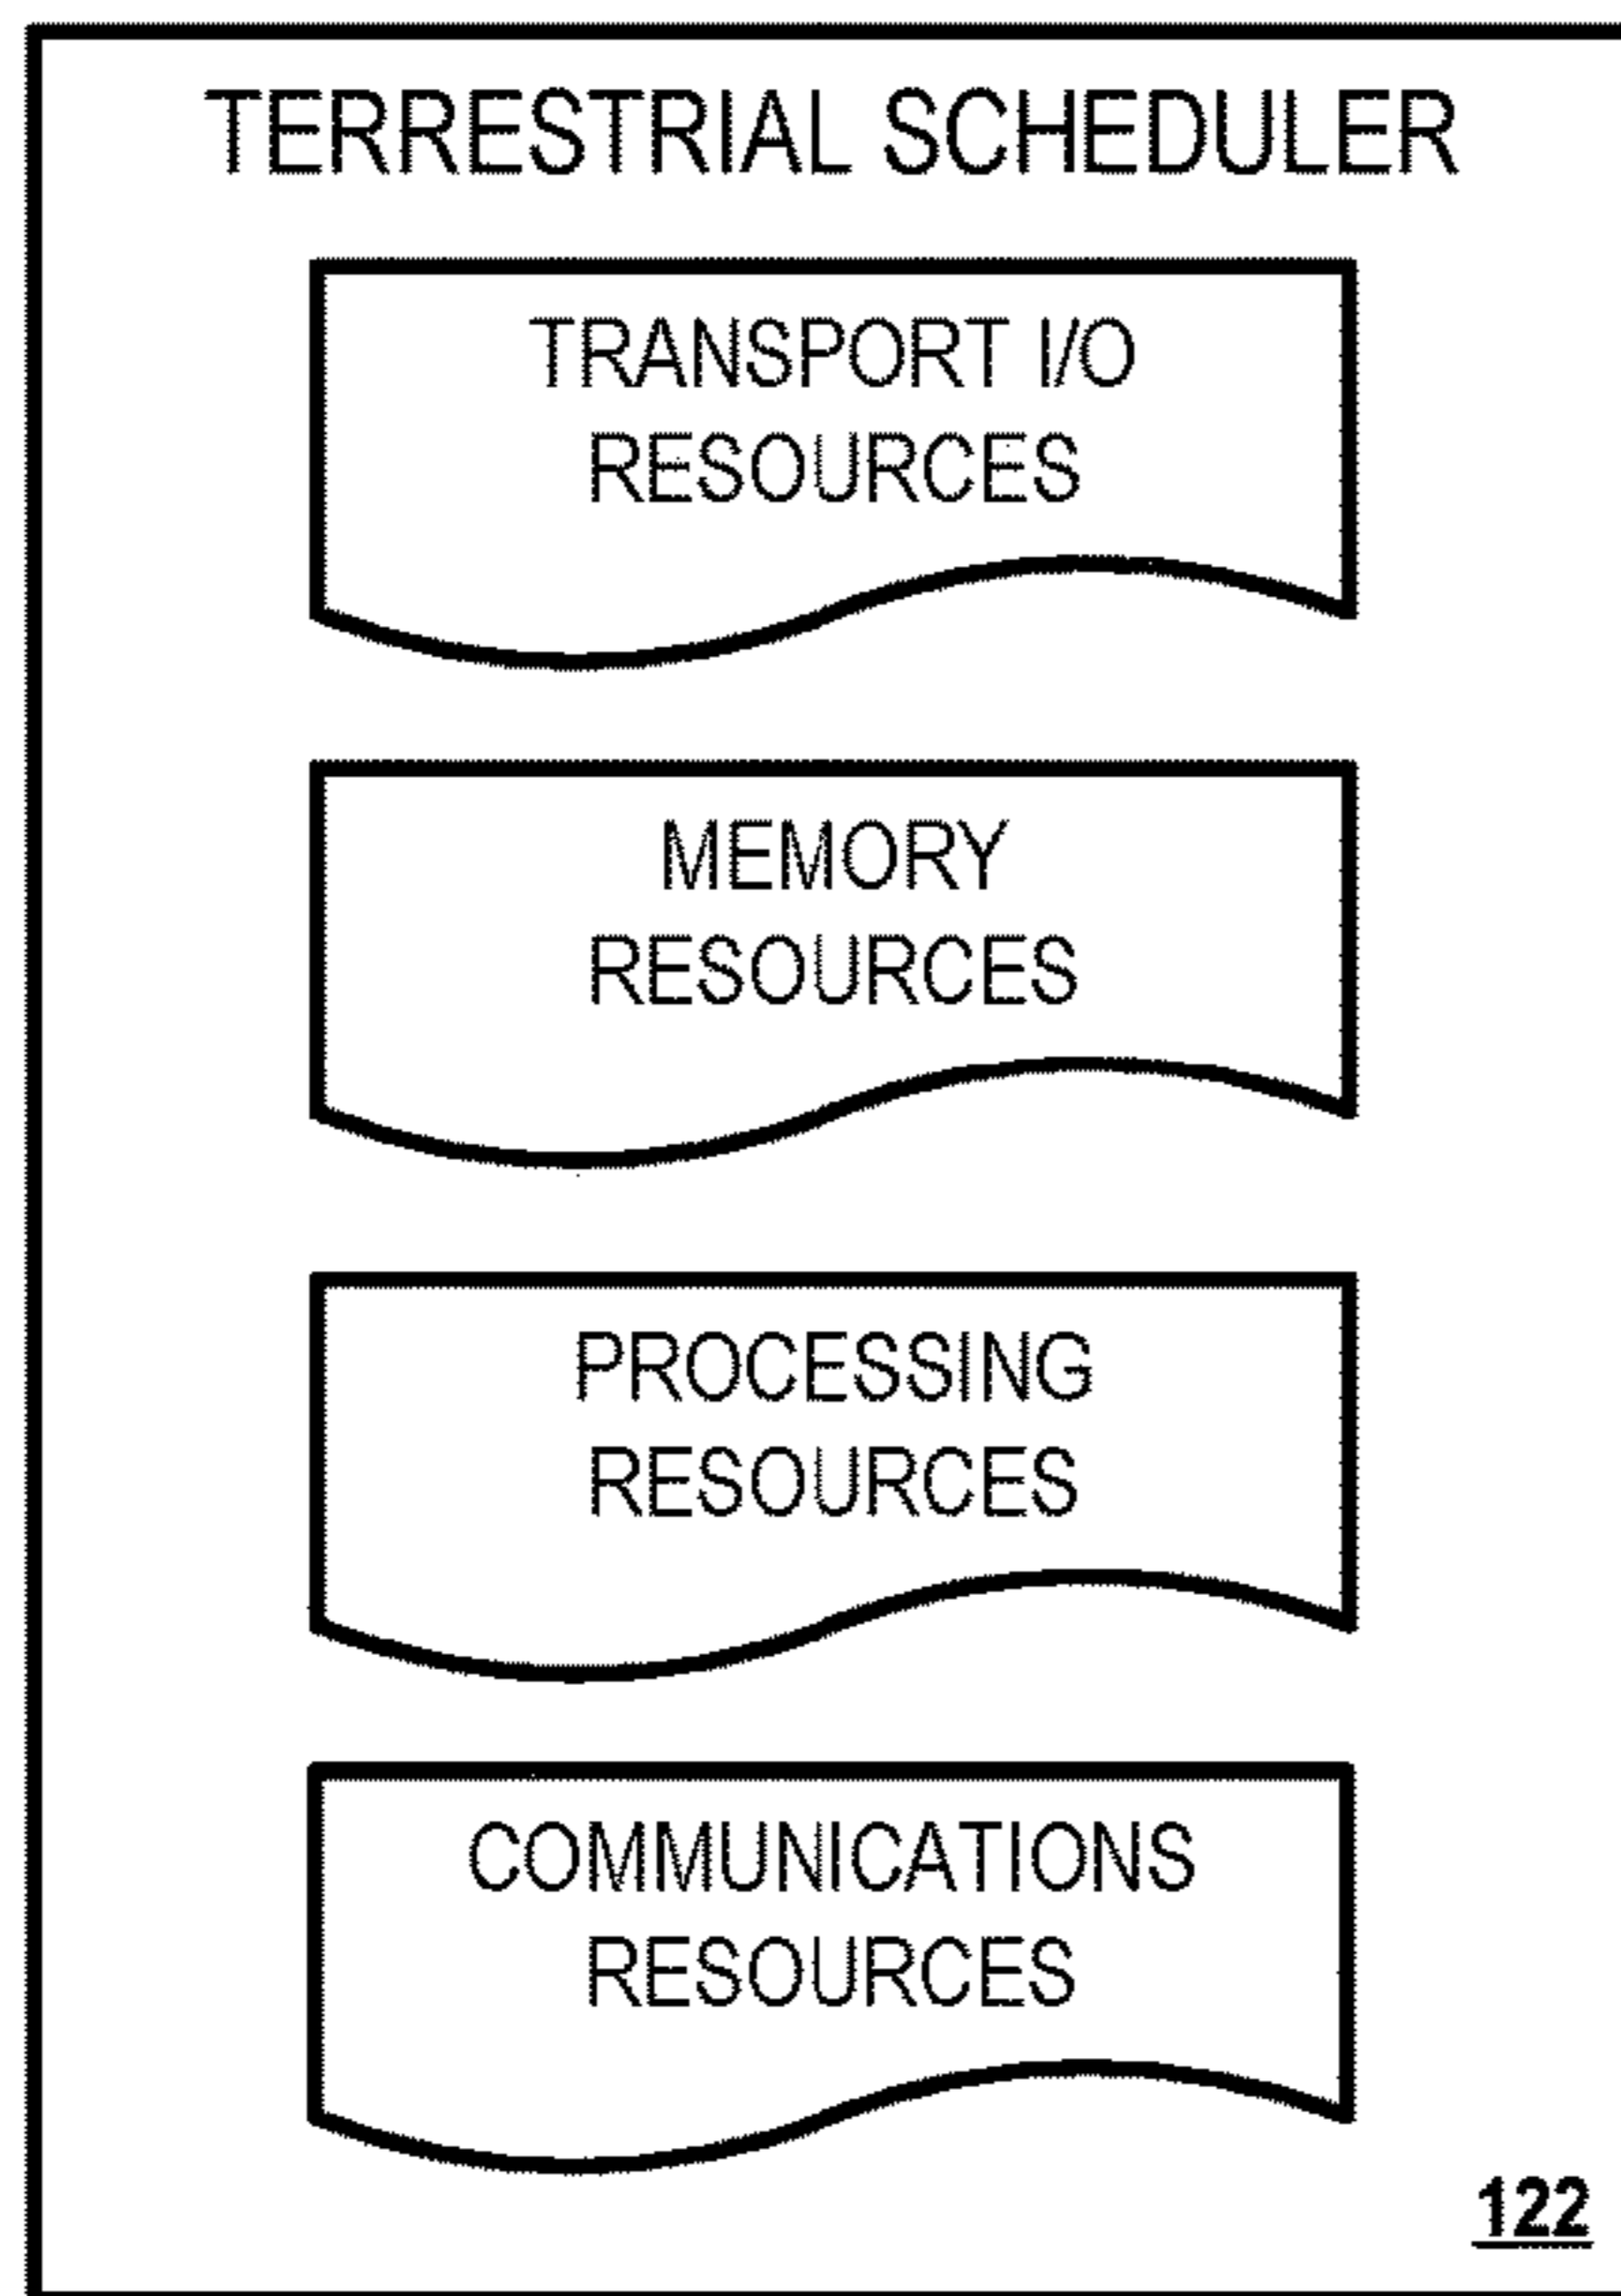 TERRESTRIAL SCHEDULER
TRANSPORT I/O
RESOURCES
MEMORY
RESOURCES
PROCESSING
RESOURCES
COMMUNICATIONS
RESOURCES
122